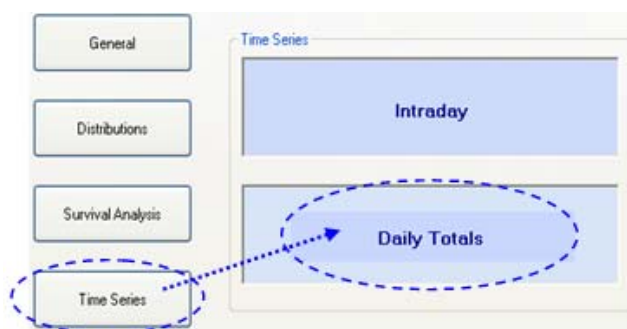 General
Distributions
Survival Analysis
Time Series
Time Series
Intraday
Daily Totals